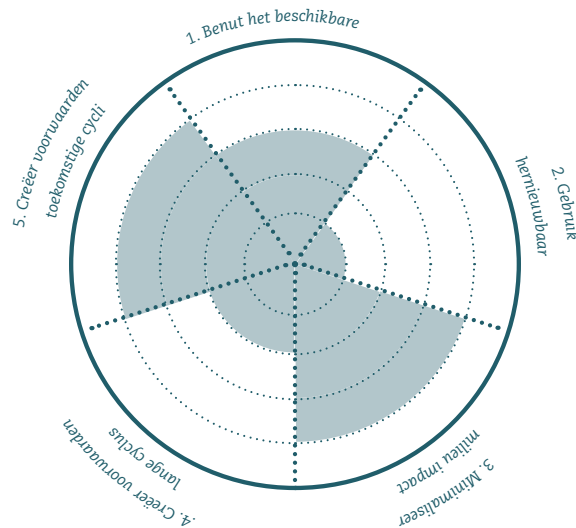 1. Benut het beschikbare
2. Gebruik
hernieuwbaar
3. Minimaliseer
milieu impact
4. Creëer voorwaarden
lange cyclus
5. Creëer voorwaarden
toekomstige cycli